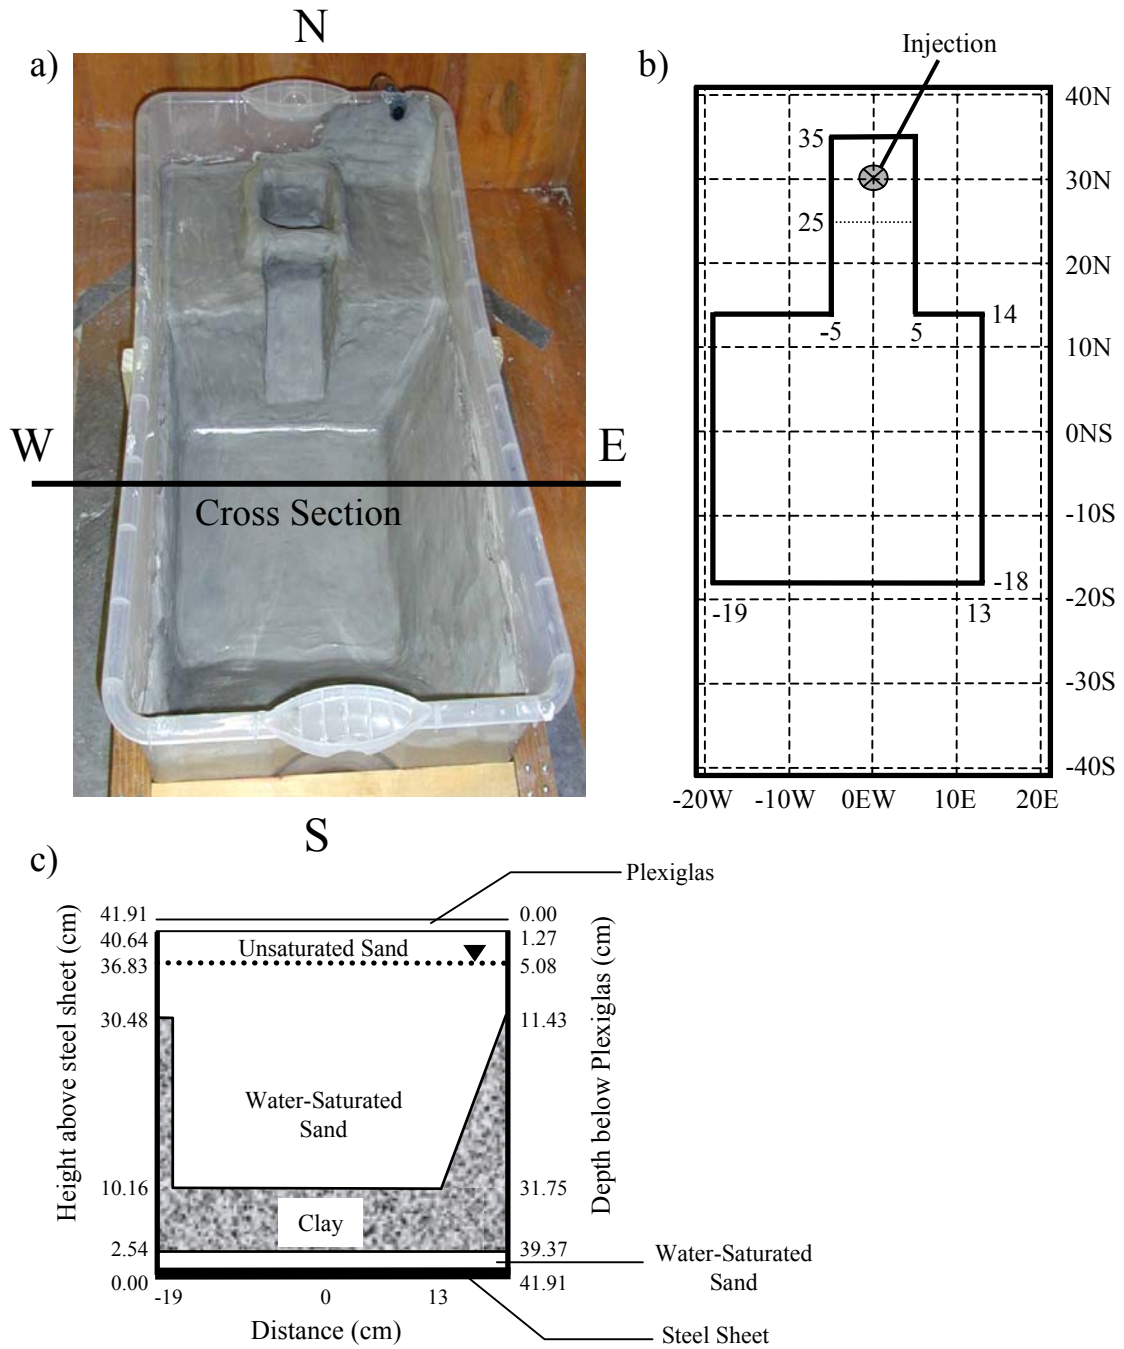 N
a)
W
E
Cross Section
S
b)
Injection
40N
35
30N
25
20N
-5
5
14
10N
0NS
-10S
-18
-19
13
-20S
-30S
-40S
-20W -10W 0EW 10E 20E
c)
Plexiglas
Height above steel sheet (cm)
41.91
40.64
36.83
30.48
10.16
2.54
0.00
Unsaturated Sand
Water-Saturated
Sand
Clay
0.00
1.27
5.08
11.43
31.75
39.37
41.91
Depth below Plexiglas (cm)
Water-Saturated
Sand
-19 0 13
Distance (cm)
Steel Sheet